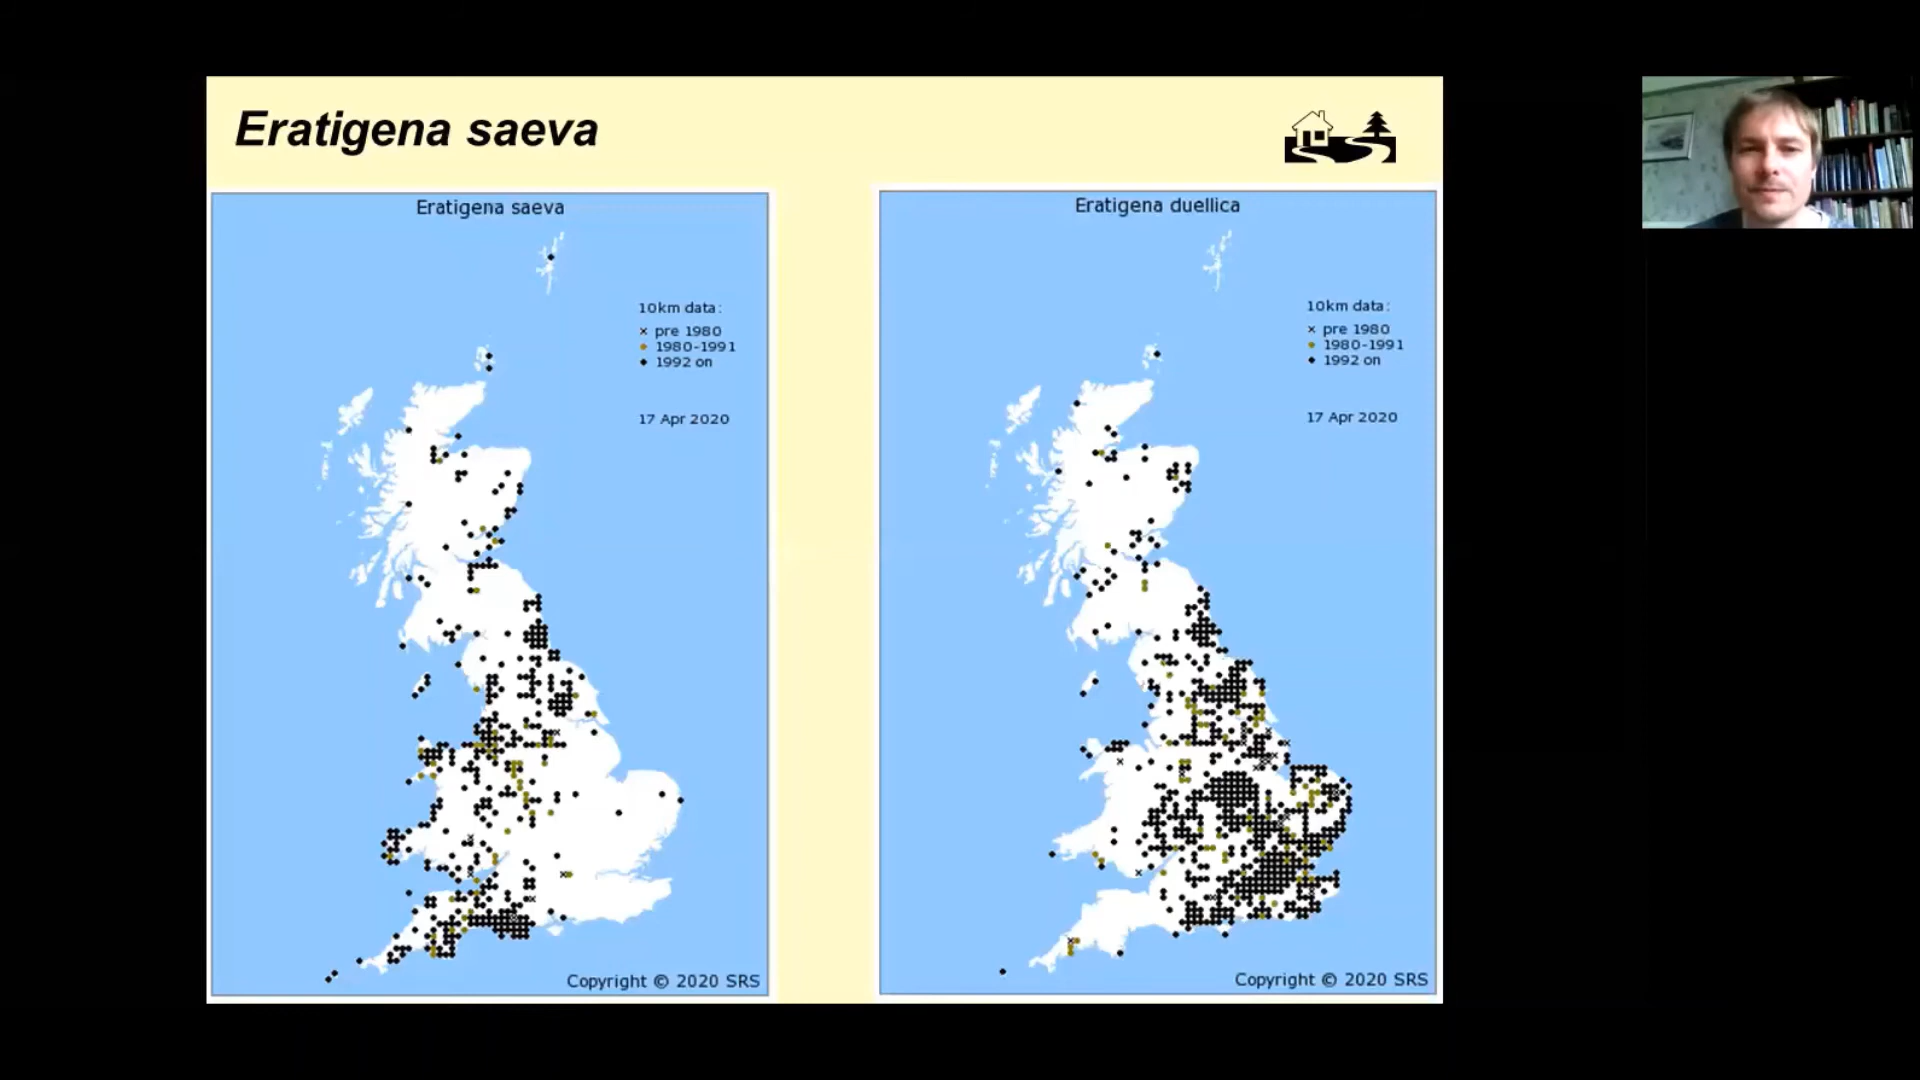 Eratigena saeva
Eratigena saeva
10km data:
× pre 1980
1980-1991
1992 on
17 Apr 2020
Copyright © 2020 SRS
Eratigena duellica
10km data:
× pre 1980
1980-1991
1992 on
17 Apr 2020
Copyright © 2020 SRS